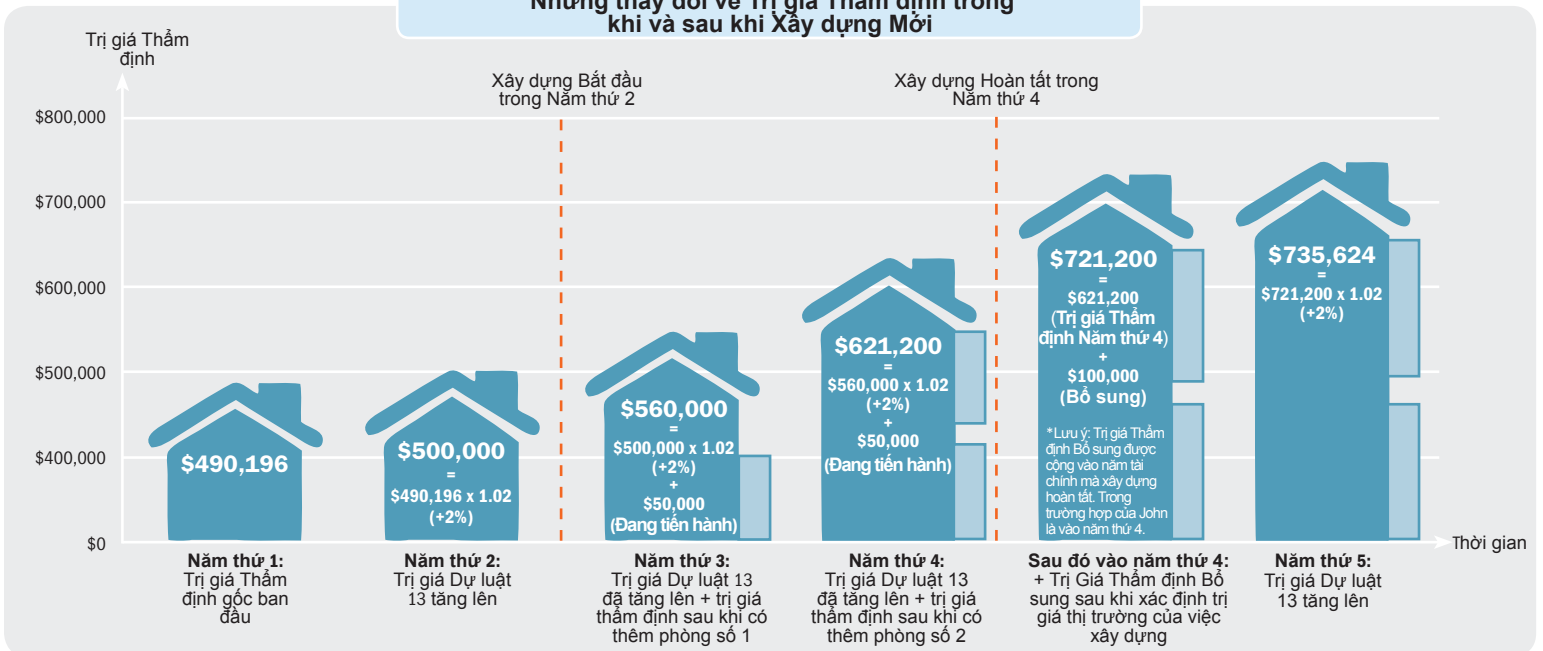 Những thay đổi về Trị giá Thẩm định trong
khi và sau khi Xây dựng Mới
Trị giá Thẩm
định
Xây dựng Bắt đầu
trong Năm thứ 2
Xây dựng Hoàn tất trong
Năm thứ 4
$800,000
$700,000
$600,000
$500,000
$400,000
$0
$490,196
$500,000
=
$490,196 x 1.02
(+2%)
$560,000
=
$500,000 x 1.02
(+2%)
+
$50,000
(Đang tiến hành)
$621,200
=
$560,000 x 1.02
(+2%)
+
$50,000
(Đang tiến hành)
$721,200
=
$621,200
(Trị giá Thẩm
định Năm thứ 4)
+
$100,000
(Bổ sung)
*Lưu ý: Trị giá Thẩm
định Bổ sung được
cộng vào năm tài
chính mà xây dựng
hoàn tất. Trong
trường hợp của John
là vào năm thứ 4.
$735,624
=
$721,200 x 1.02
(+2%)
Thời gian
Năm thứ 1:
Trị giá Thẩm
định gốc ban
đầu
Năm thứ 2:
Trị giá Dự luật
13 tăng lên
Năm thứ 3:
Trị giá Dự luật 13
đã tăng lên + trị giá
thẩm định sau khi có
thêm phòng số 1
Năm thứ 4:
Trị giá Dự luật 13
đã tăng lên + trị giá
thẩm định sau khi có
thêm phòng số 2
Sau đó vào năm thứ 4:
+ Trị Giá Thẩm định Bổ
sung sau khi xác định trị
giá thị trường của việc
xây dựng
Năm thứ 5:
Trị giá Dự luật
13 tăng lên